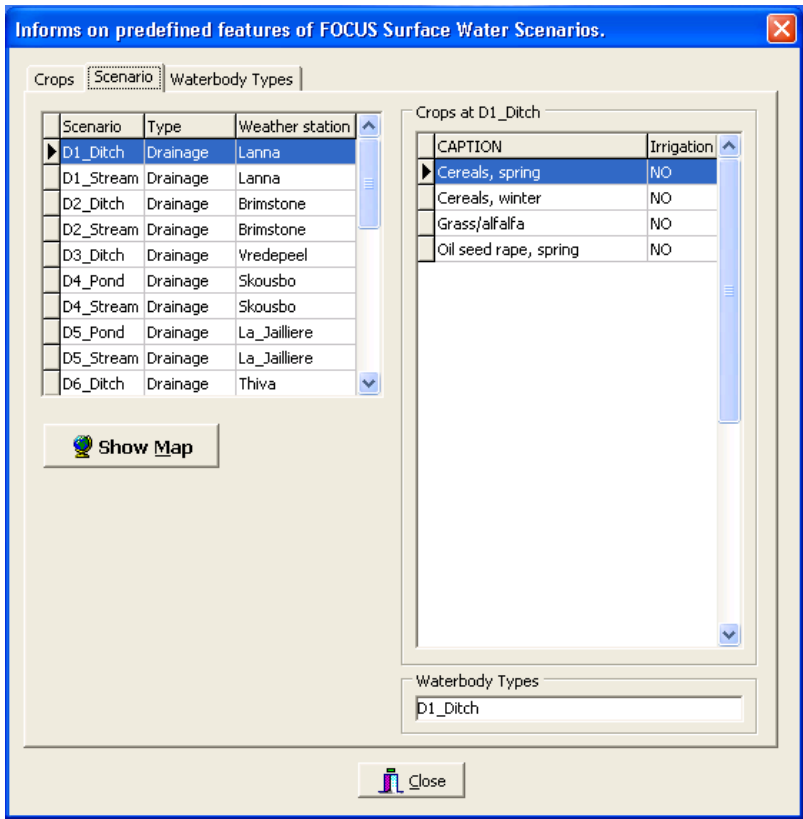 Informs on predefined features of FOCUS Surface Water Scenarios.
Crops Scenario Waterbody Types
Scenario Type Weather station
D1_Ditch Drainage Lanna
D1_Stream Drainage Lanna
D2_Ditch Drainage Brimstone
D2_Stream Drainage Brimstone
D3_Ditch Drainage Vredepeel
D4_Pond Drainage Skousbo
D4_Stream Drainage Skousbo
D5_Pond Drainage La_Jailliere
D5_Stream Drainage La_Jailliere
D6_Ditch Drainage Thiva
Show Map
Crops at D1_Ditch
CAPTION Irrigation
Cereals, spring NO
Cereals, winter NO
Grass/alfalfa NO
Oil seed rape, spring NO
Waterbody Types
D1_Ditch
Close